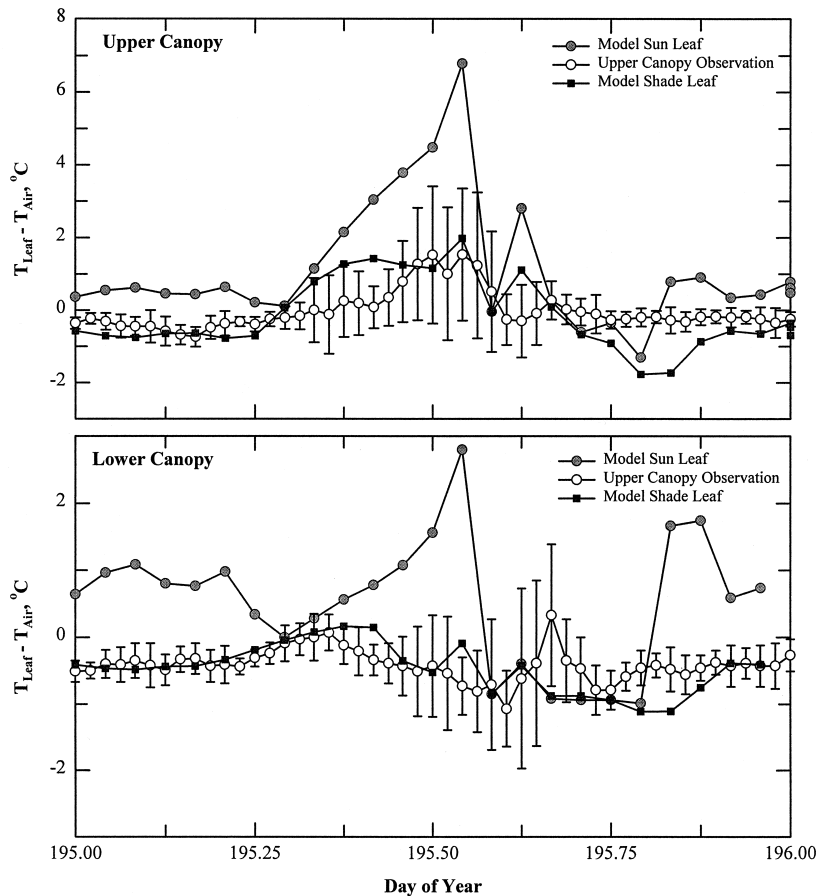 8
Upper Canopy
Model Sun Leaf
Upper Canopy Observation
Model Shade Leaf
6
4
2
0
-2
T_Leaf - T_Air, °C
Lower Canopy
Model Sun Leaf
Upper Canopy Observation
Model Shade Leaf
2
0
-2
T_Leaf - T_Air, °C
195.00 195.25 195.50 195.75 196.00
Day of Year